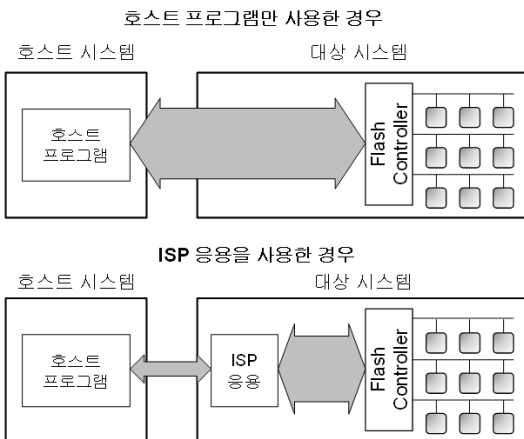 호스트 프로그램만 사용한 경우
호스트 시스템
대상 시스템
호스트
프로그램
Flash
Controller
ISP 응용을 사용한 경우
호스트 시스템
대상 시스템
호스트
프로그램
ISP
응용
Flash
Controller